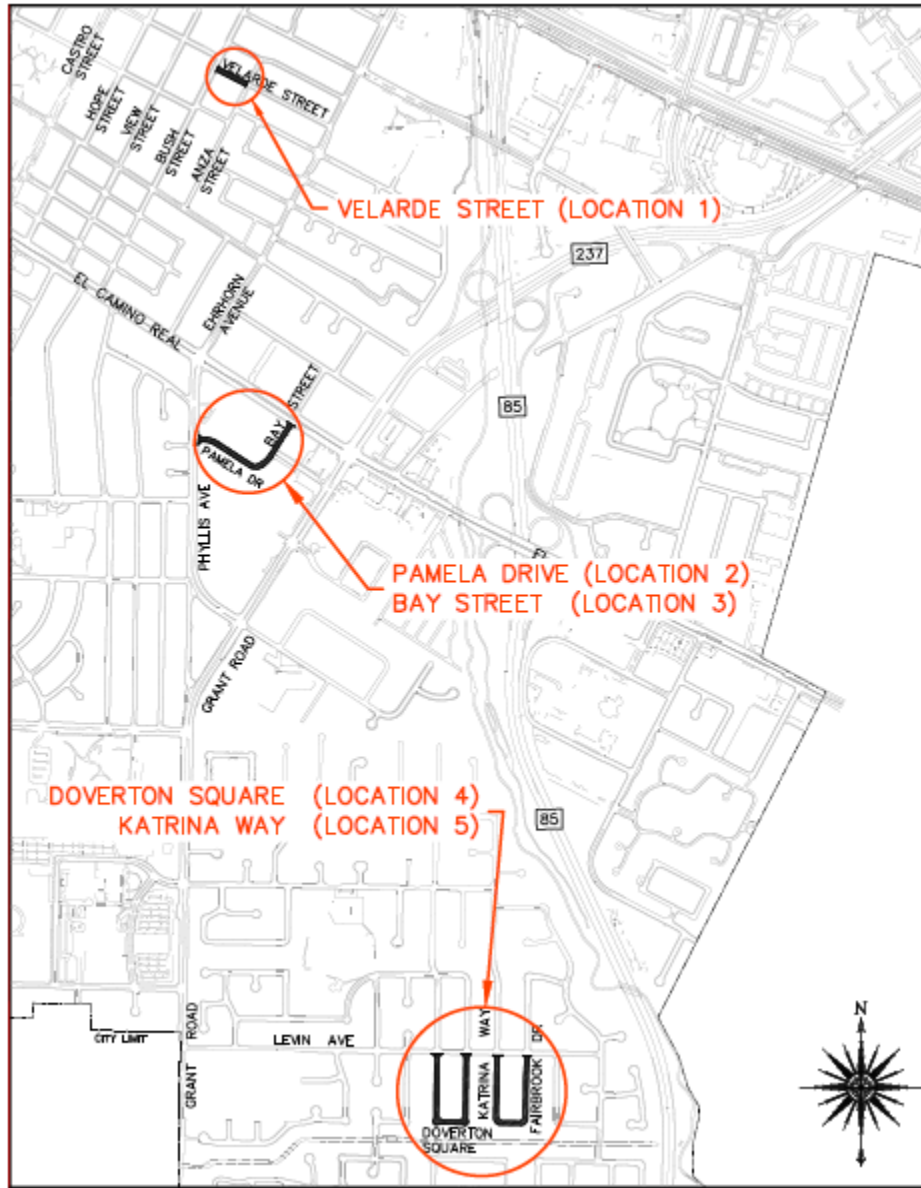 CASTRO
STREET
HOPE
STREET
VIEW
STREET
BUSH
STREET
ANZA
STREET
VELARDE STREET
VELARDE STREET (LOCATION 1)
237
EL CAMINO REAL
EHRHORN
AVENUE
BAY STREET
85
PAMELA DR
PHYLLIS AVE
PAMELA DRIVE (LOCATION 2)
BAY STREET (LOCATION 3)
GRANT ROAD
DOVERTON SQUARE (LOCATION 4)
KATRINA WAY (LOCATION 5)
85
N
CITY LIMIT
GRANT ROAD
LEVIN AVE
KATRINA WAY
FAIRBROOK DR
DOVERTON
SQUARE